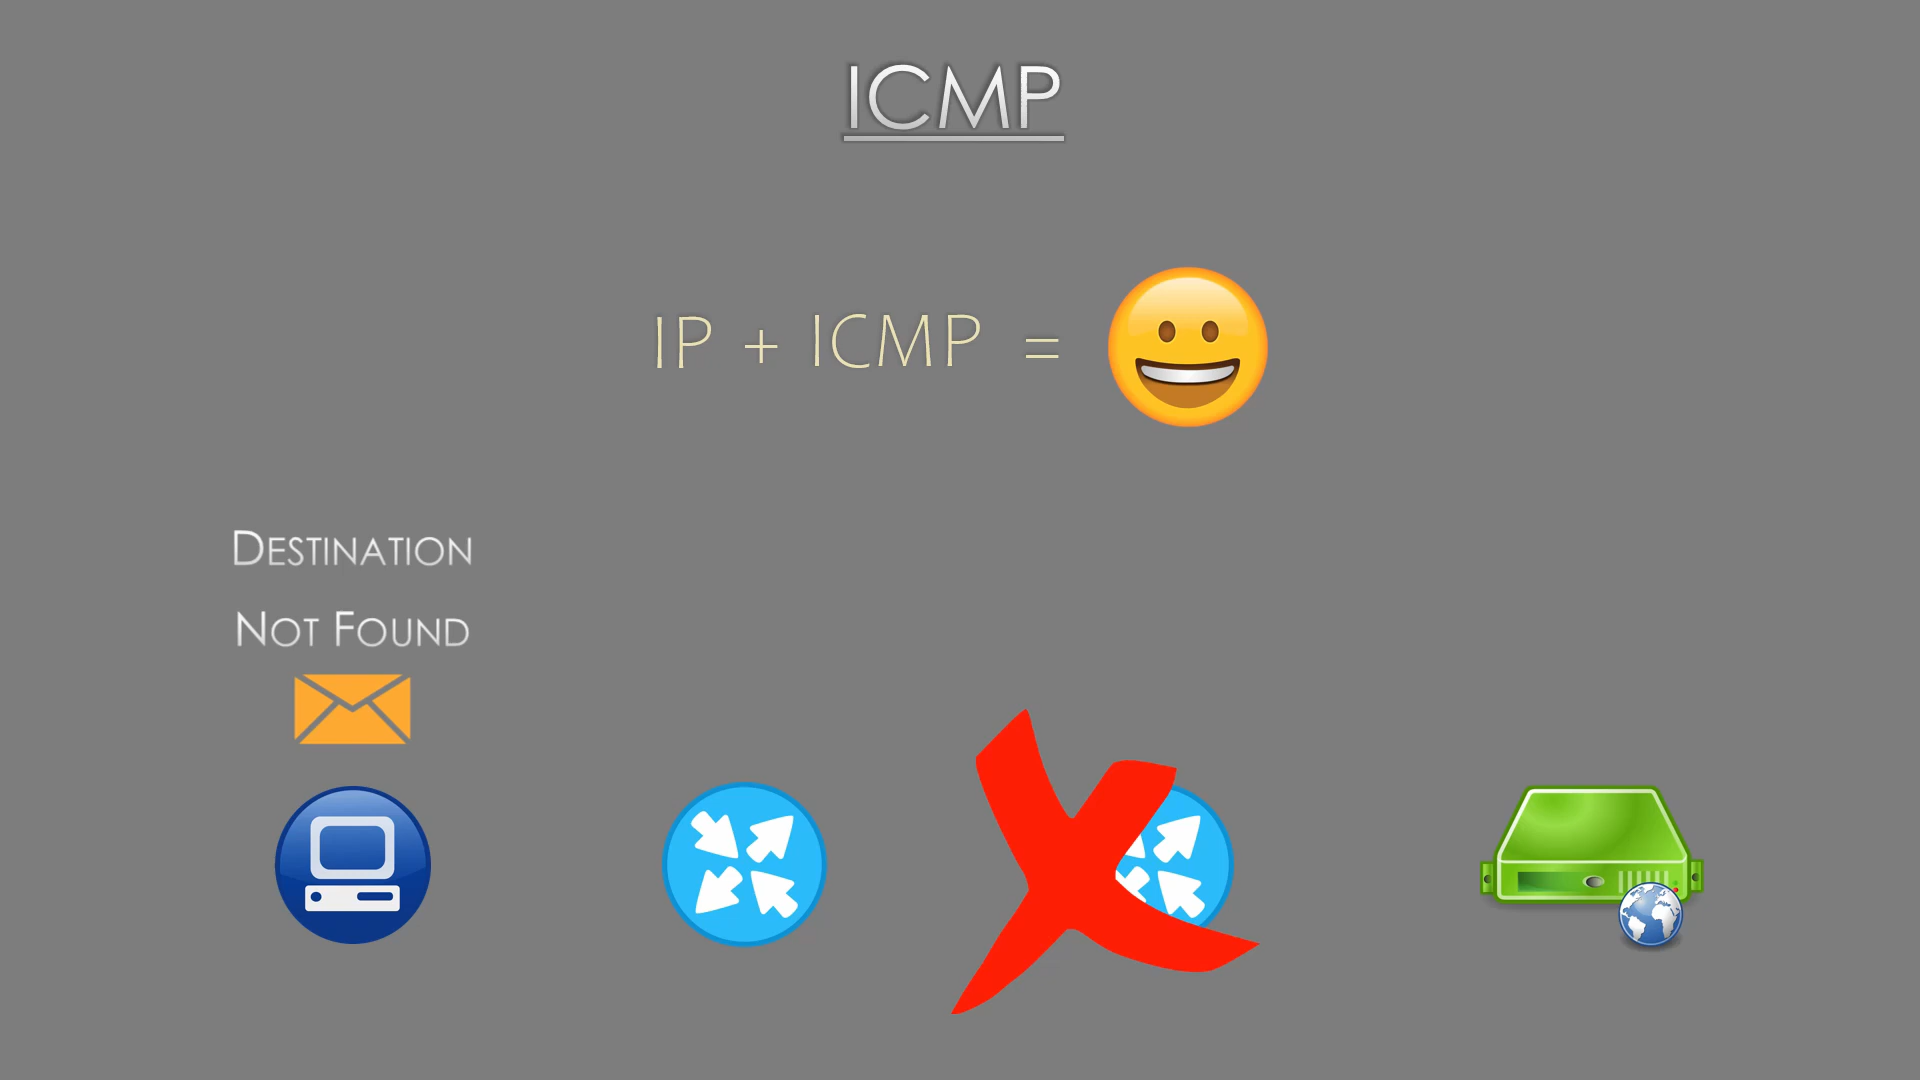 ICMP
IP + ICMP =
Destination
Not Found